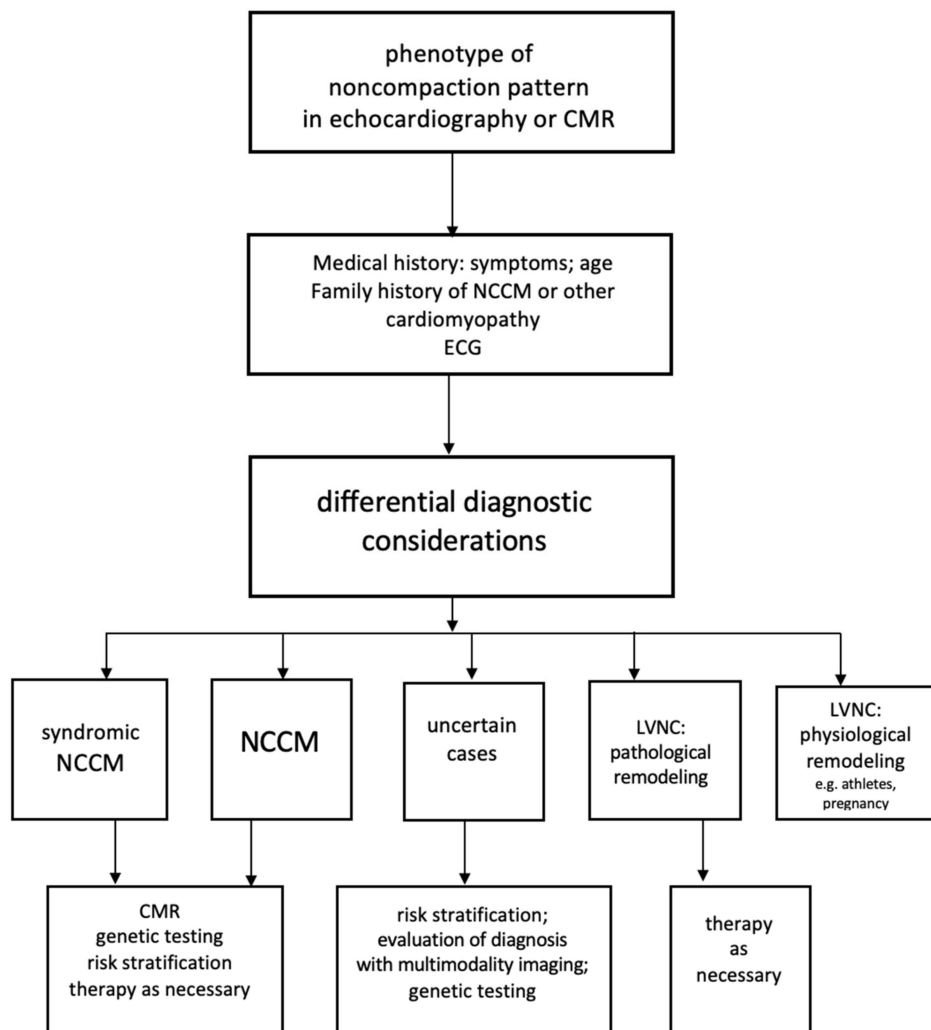 phenotype of
noncompaction pattern
in echocardiography or CMR
Medical history: symptoms; age
Family history of NCCM or other
cardiomyopathy
ECG
differential diagnostic
considerations
syndromic
NCCM
NCCM
uncertain
cases
LVNC:
pathological
remodeling
LVNC:
physiological
remodeling
e.g. athletes,
pregnancy
CMR
genetic testing
risk stratification
therapy as necessary
risk stratification;
evaluation of diagnosis
with multimodality imaging;
genetic testing
therapy
as
necessary